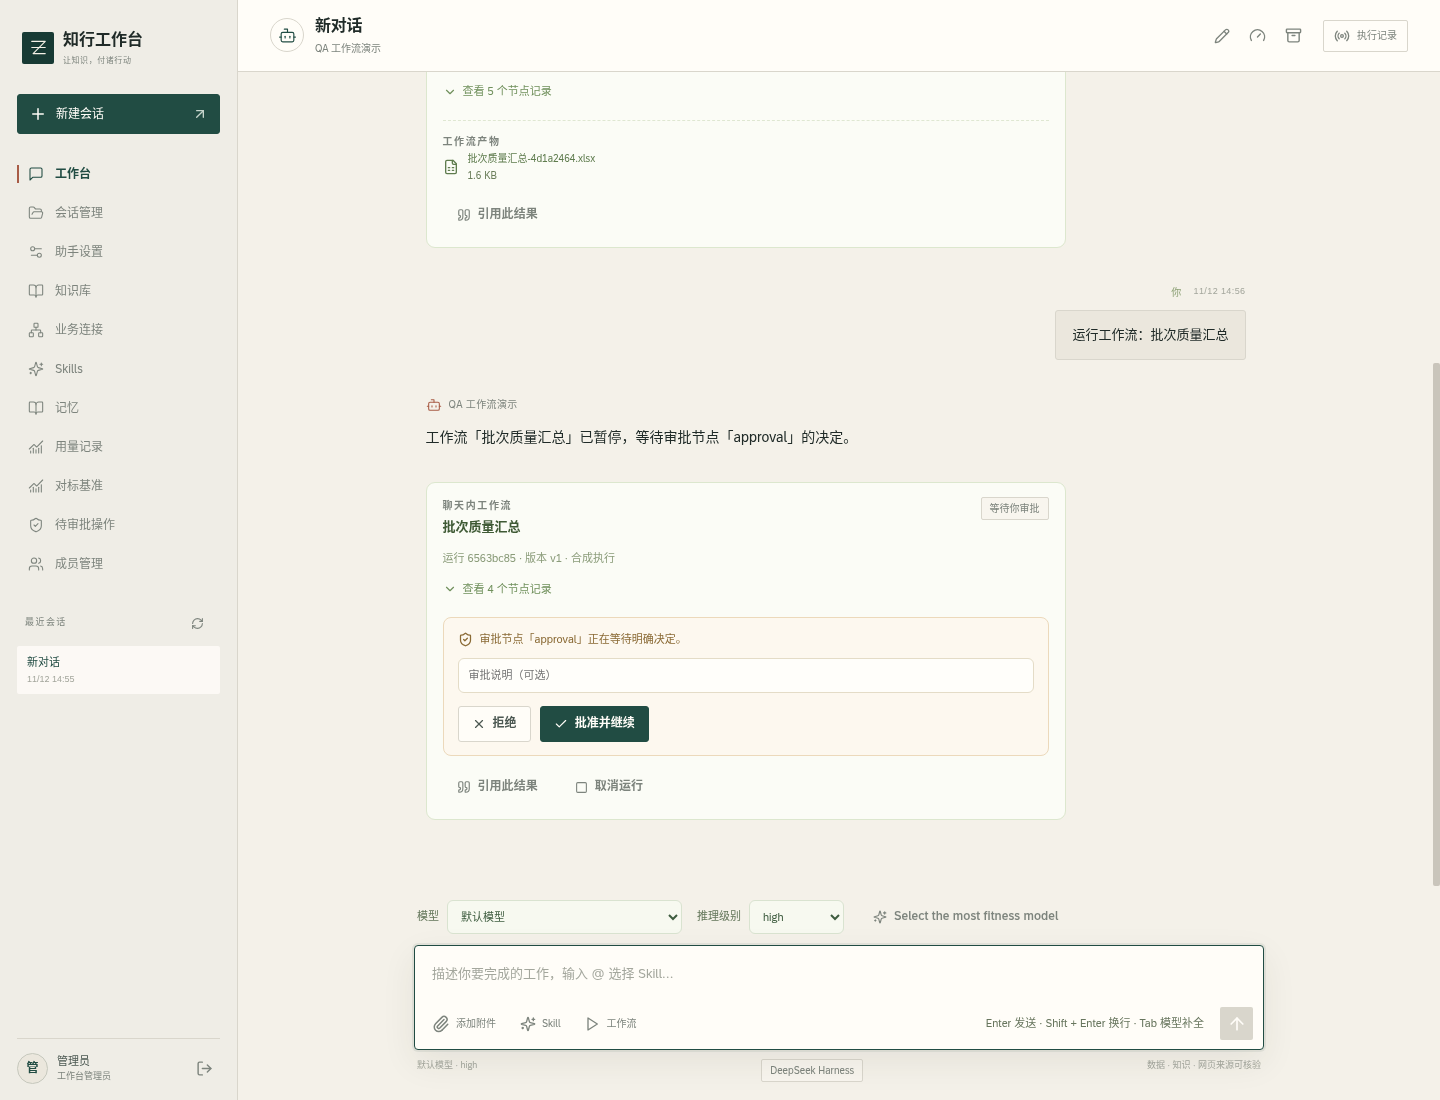 知行工作台
让知识，付诸行动
新建会话
工作台
会话管理
助手设置
知识库
业务连接
Skills
记忆
用量记录
对标基准
待审批操作
成员管理
最近会话
新对话
11/12 14:55
管
管理员
工作台管理员
新对话
QA 工作流演示
执行记录
查看 5 个节点记录
工作流产物
批次质量汇总-4d1a2464.xlsx
1.6 KB
引用此结果
你 11/12 14:56
运行工作流：批次质量汇总
QA 工作流演示
工作流「批次质量汇总」已暂停，等待审批节点「approval」的决定。
聊天内工作流
等待你审批
批次质量汇总
运行 6563bc85 · 版本 v1 · 合成执行
查看 4 个节点记录
审批节点「approval」正在等待明确决定。
审批说明（可选）
拒绝 批准并继续
引用此结果 取消运行
模型 默认模型 推理级别 high Select the most fitness model
描述你要完成的工作，输入 @ 选择 Skill...
添加附件 Skill 工作流 Enter 发送 · Shift + Enter 换行 · Tab 模型补全
默认模型 · high DeepSeek Harness 数据 · 知识 · 网页来源可核验